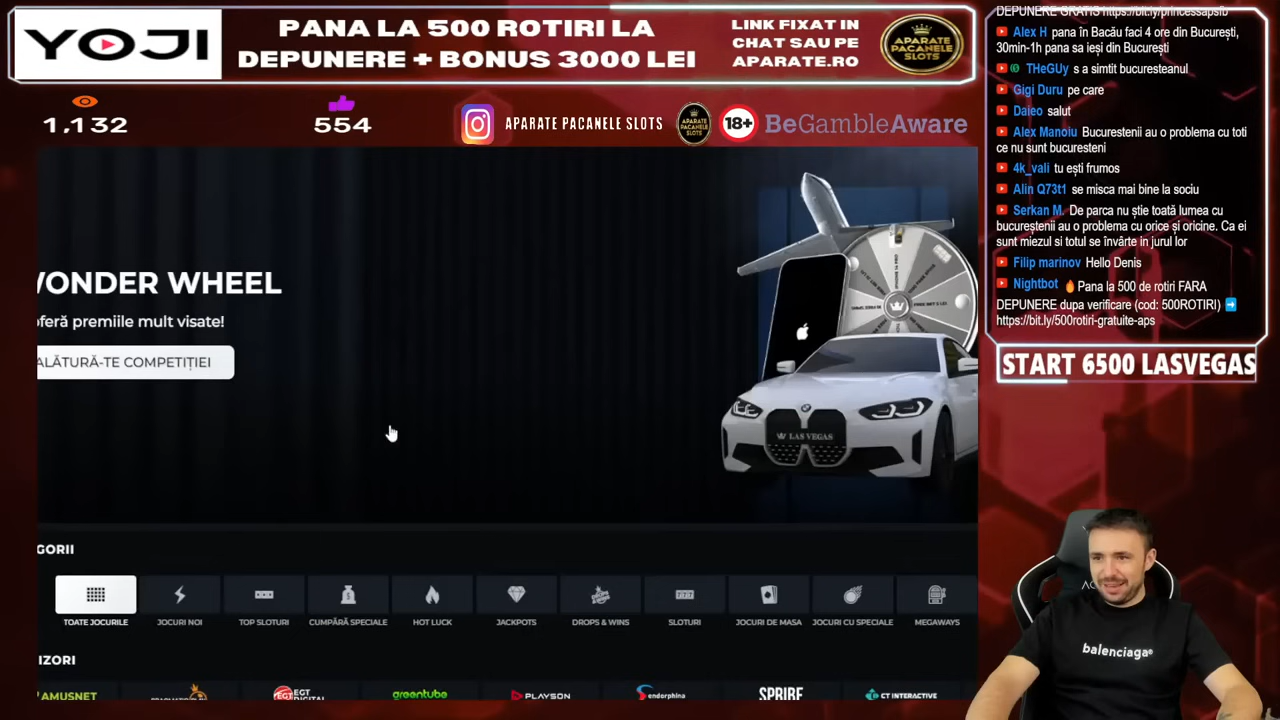 YOJI
PANA LA 500 ROTIRI LA
DEPUNERE + BONUS 3000 LEI
LINK FIXAT IN
CHAT SAU PE
APARATE.RO
APARATE
PACANELE
SLOTS
1,132
554
APARATE PACANELE SLOTS
APARATE
PACANELE
SLOTS
18+
BeGambleAware
WONDER WHEEL
oferă premiile mult visate!
ALĂTURĂ-TE COMPETIȚIEI
LAS VEGAS
GORII
TOATE JOCURILE
JOCURI NOI
TOP SLOTURI
CUMPĂRĂ SPECIALE
HOT LUCK
JACKPOTS
DROPS & WINS
SLOTURI
JOCURI DE MASA
JOCURI CU SPECIALE
MEGAWAYS
IZORI
AMUSNET
EGT
DIGITAL
greentube
PLAYSON
endorphina
SPRIBE
CT INTERACTIVE
DEPUNERE GRATIS https://bit.ly/princessapsfb
Alex H pana în Bacău faci 4 ore din București,
30min-1h pana sa ieși din București
THeGUy s a simtit bucuresteanul
Gigi Duru pe care
Daieo salut
Alex Manoiu Bucurestenii au o problema cu toti
ce nu sunt bucuresteni
4k_vali tu ești frumos
Alin Q73t1 se misca mai bine la sociu
Serkan M. De parca nu știe toată lumea cu
bucureștenii au o problema cu orice și oricine. Ca ei
sunt miezul si totul se învârte in jurul lor
Filip marinov Hello Denis
Nightbot 🔥Pana la 500 de rotiri FARA
DEPUNERE dupa verificare (cod: 500ROTIRI) ➡️
https://bit.ly/500rotiri-gratuite-aps
START 6500 LASVEGAS
balenciaga®